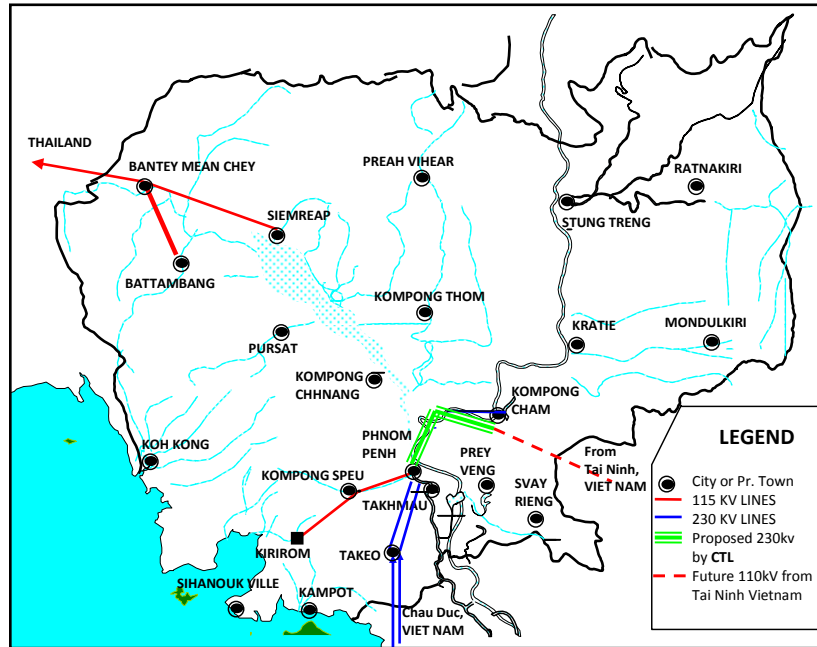 THAILAND
BANTEY MEAN CHEY
PREAH VIHEAR
RATNAKIRI
SIEMREAP
STUNG TRENG
BATTAMBANG
KOMPONG THOM
KRATIE
MONDULKIRI
PURSAT
KOMPONG
CHHNANG
KOMPONG
CHAM
PHNOM
PENH
KOH KONG
KOMPONG SPEU
TAKHMAU
PREY
VENG
SVAY
RIENG
From
Tai Ninh,
VIET NAM
KIRIROM
TAKEO
SIHANOUK VILLE
KAMPOT
Chau Duc,
VIET NAM
LEGEND
City or Pr. Town
115 KV LINES
230 KV LINES
Proposed 230kv
by CTL
Future 110kV from
Tai Ninh Vietnam